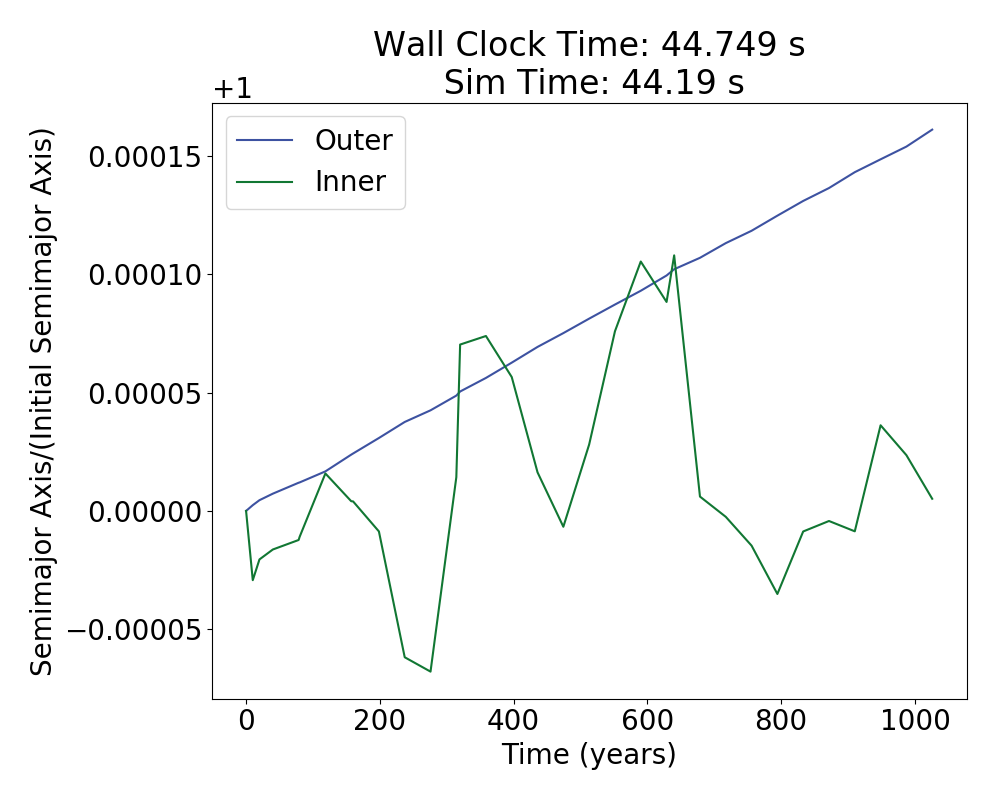 Wall Clock Time: 44.749 s
Sim Time: 44.19 s
+1
Outer
Inner
Semimajor Axis/(Initial Semimajor Axis)
0.00015
0.00010
0.00005
0.00000
−0.00005
0
200
400
600
800
1000
Time (years)